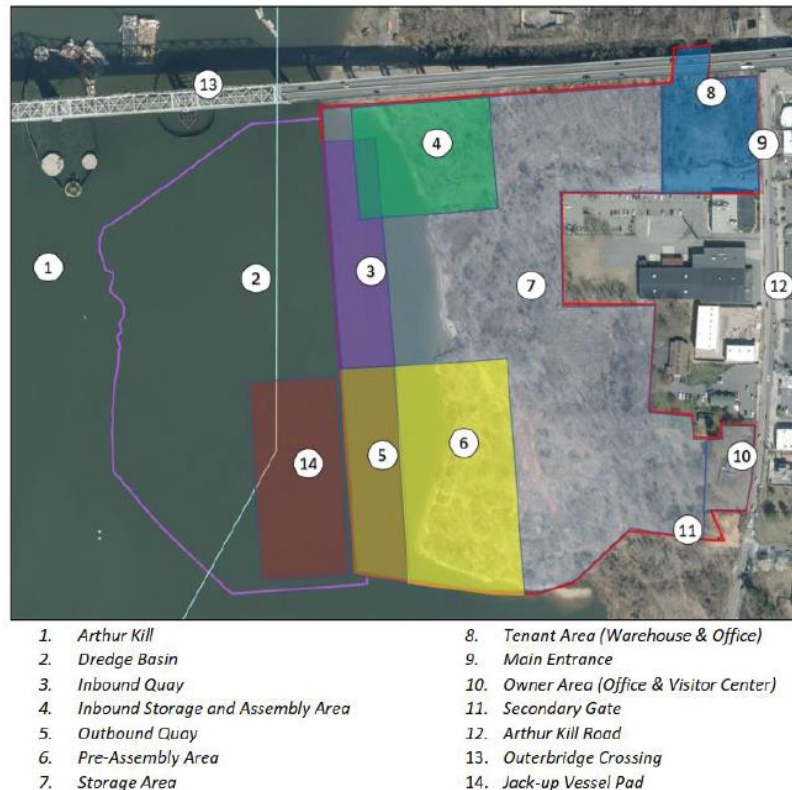 13
8
9
4
1
2
3
7
12
14
5
6
10
11
1. Arthur Kill
2. Dredge Basin
3. Inbound Quay
4. Inbound Storage and Assembly Area
5. Outbound Quay
6. Pre-Assembly Area
7. Storage Area
8. Tenant Area (Warehouse & Office)
9. Main Entrance
10. Owner Area (Office & Visitor Center)
11. Secondary Gate
12. Arthur Kill Road
13. Outerbridge Crossing
14. Jack-up Vessel Pad